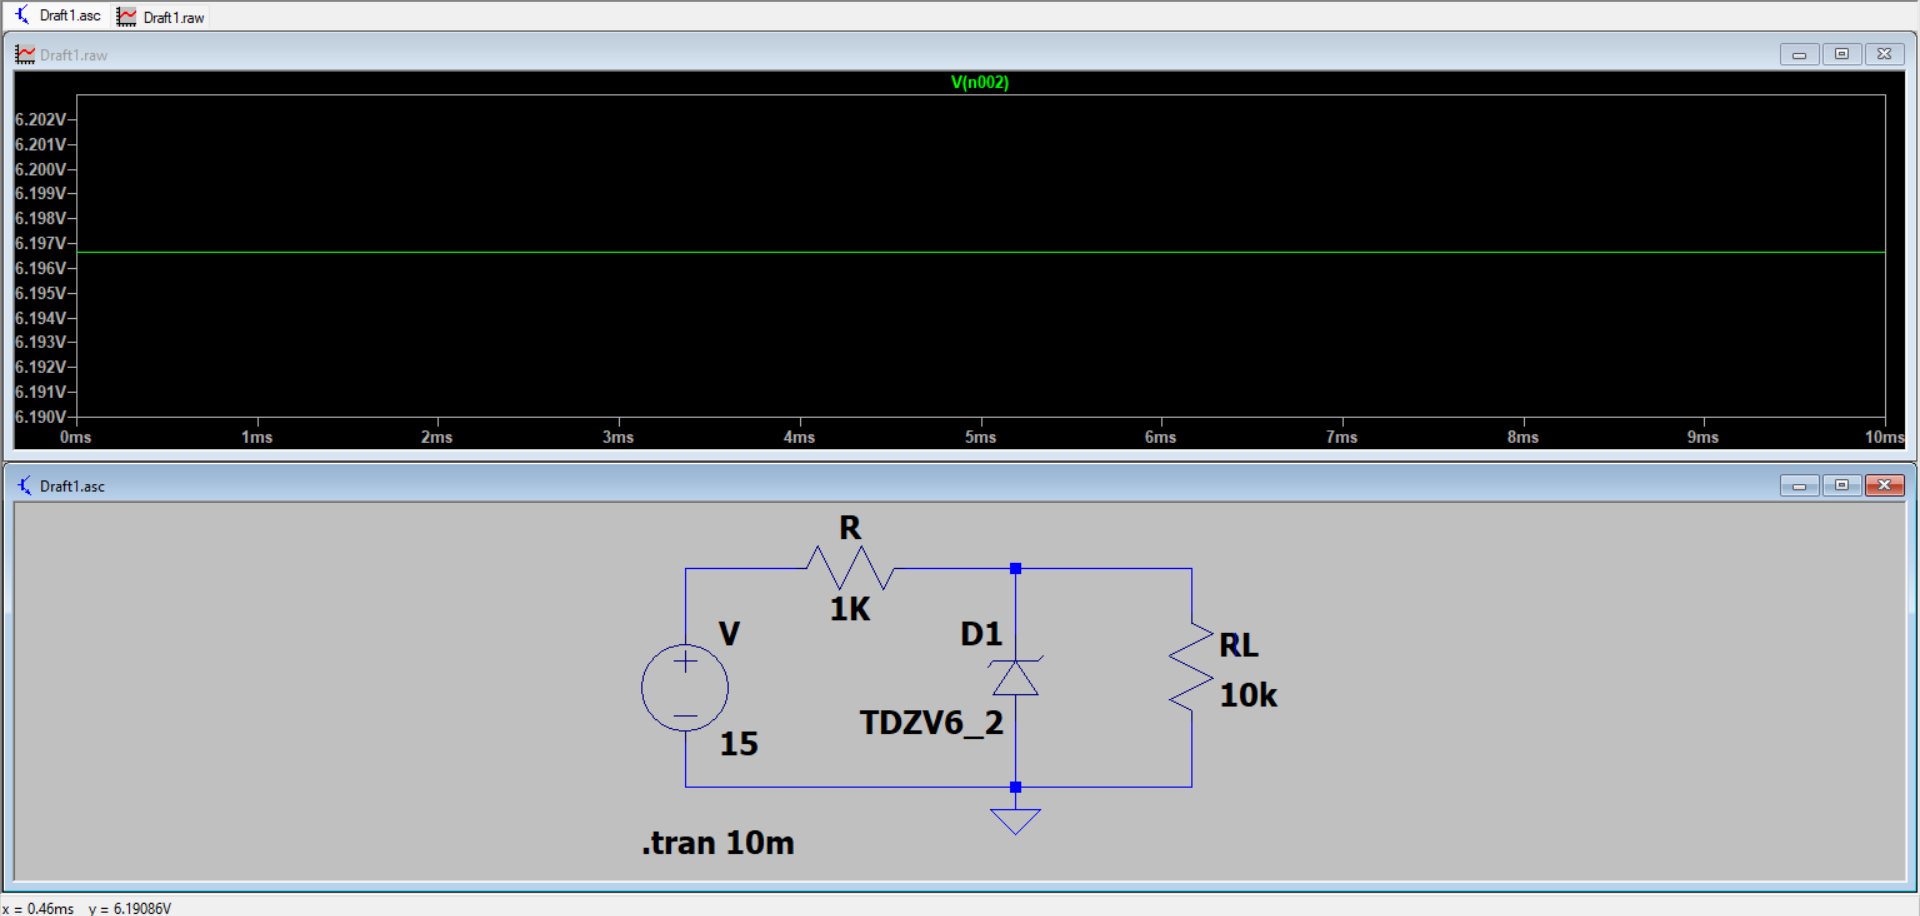 Draft1.asc Draft1.raw
Draft1.raw
V(n002)
6.202V
6.201V
6.200V
6.199V
6.198V
6.197V
6.196V
6.195V
6.194V
6.193V
6.192V
6.191V
6.190V
0ms 1ms 2ms 3ms 4ms 5ms 6ms 7ms 8ms 9ms 10ms
Draft1.asc
R
1K
V
15
D1
TDZV6_2
RL
10k
.tran 10m
x = 0.46ms y = 6.19086V